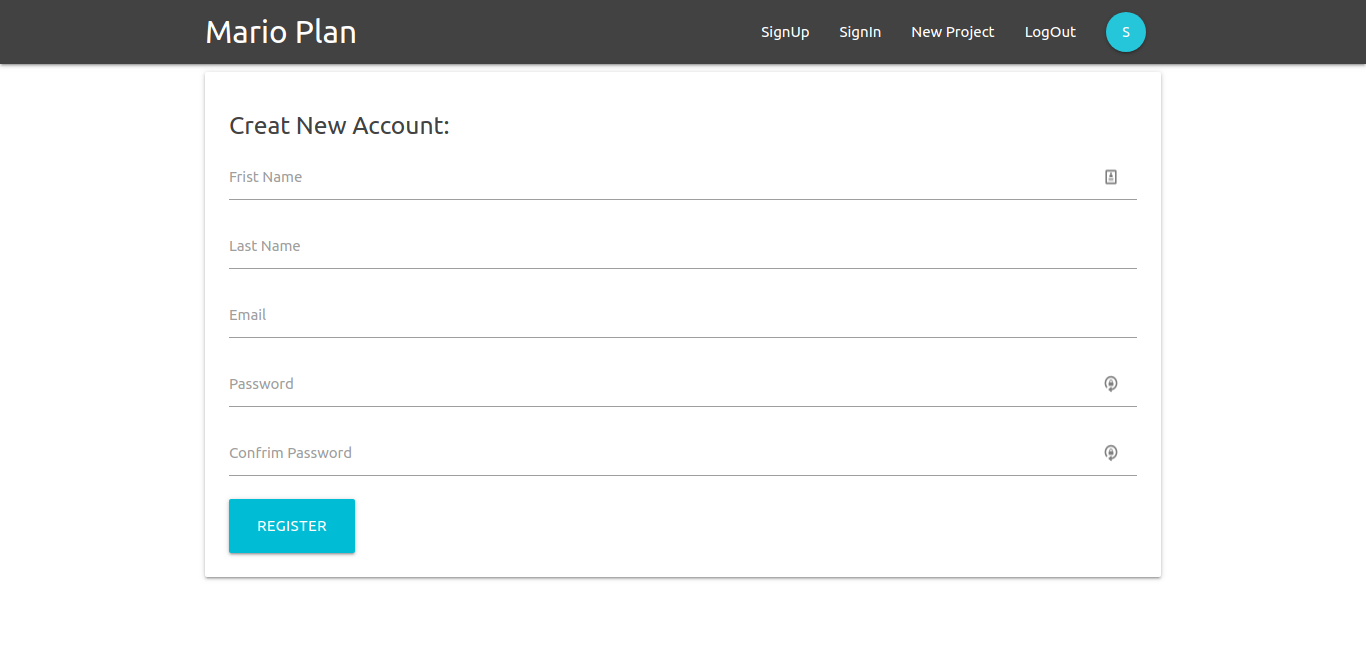 Mario Plan
SignUp SignIn New Project LogOut S
Creat New Account:
Frist Name
Last Name
Email
Password
Confrim Password
REGISTER